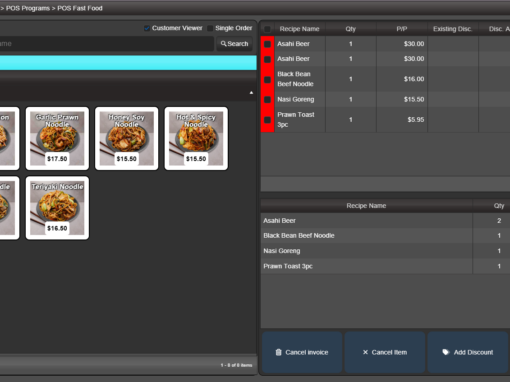 > POS Programs > POS Fast Food
Customer Viewer
Single Order
ame
Search
Recipe Name Qty P/P Existing Disc. Disc. A
Asahi Beer 1 $30.00
Asahi Beer 1 $30.00
Black Bean
Beef Noodle 1 $16.00
Nasi Goreng 1 $15.50
Prawn Toast
3pc 1 $5.95
on
Garlic Prawn
Noodle
$17.50
Honey Soy
Noodle
$15.50
Hot & Spicy
Noodle
$15.50
dle
Teriyaki Noodle
$16.50
Recipe Name Qty
Asahi Beer 2
Black Bean Beef Noodle 1
Nasi Goreng 1
Prawn Toast 3pc 1
1 - 8 of 8 items
Cancel Invoice
Cancel Item
Add Discount